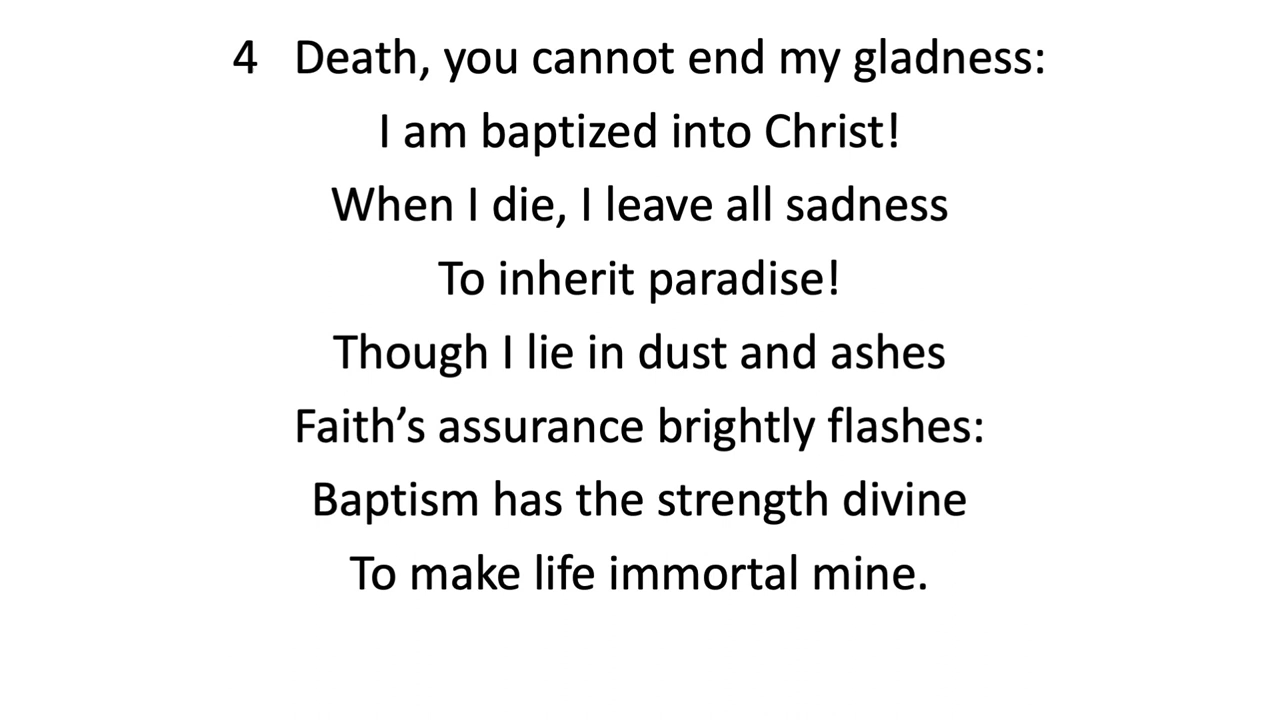 4 Death, you cannot end my gladness:
I am baptized into Christ!
When I die, I leave all sadness
To inherit paradise!
Though I lie in dust and ashes
Faith’s assurance brightly flashes:
Baptism has the strength divine
To make life immortal mine.